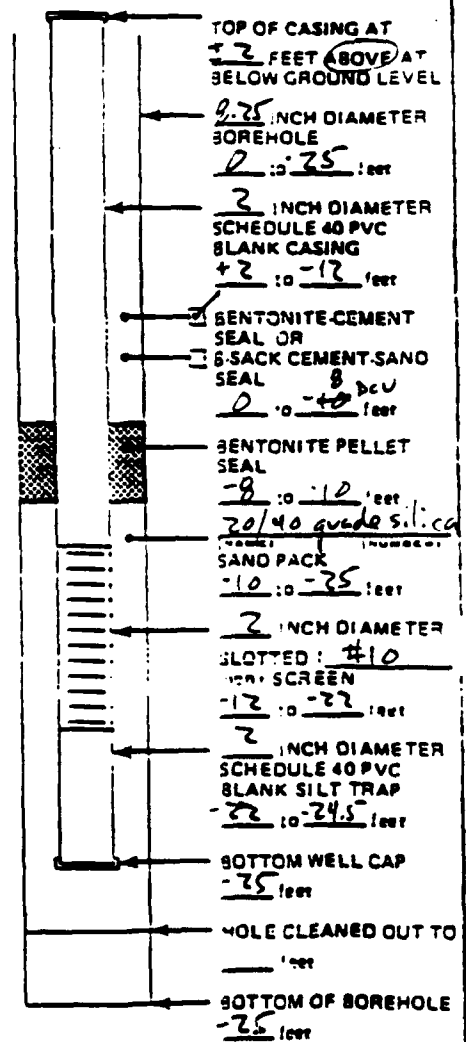 TOP OF CASING AT
+2 FEET ABOVE AT
BELOW GROUND LEVEL
8.25 INCH DIAMETER
BOREHOLE
0 to -25 feet
2 INCH DIAMETER
SCHEDULE 40 PVC
BLANK CASING
+2 to -12 feet
BENTONITE-CEMENT
SEAL OR
8-SACK CEMENT-SAND
SEAL 8
0 to feet
BENTONITE PELLET
SEAL
-8 to -10 feet
20/40 grade silica
SAND PACK
-10 to -25 feet
2 INCH DIAMETER
SLOTTED #10
SCREEN
-12 to -22 feet
2 INCH DIAMETER
SCHEDULE 40 PVC
BLANK SILT TRAP
-22 to -24.5 feet
BOTTOM WELL CAP
-25 feet
HOLE CLEANED OUT TO
feet
BOTTOM OF BOREHOLE
-25 feet